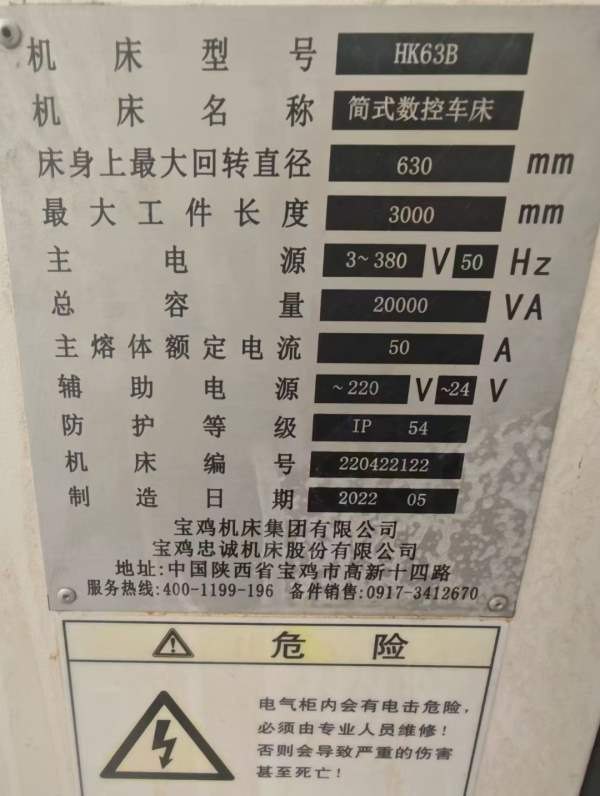 机床型号 HK63B
机床名称 简式数控车床
床身上最大回转直径 630 mm
最大工件长度 3000 mm
主电源 3~380 V 50 Hz
总容量 20000 VA
主熔体额定电流 50 A
辅助电源 ~220 V ~24 V
防护等级 IP 54
机床编号 220422122
制造日期 2022 05
宝鸡机床集团有限公司
宝鸡忠诚机床股份有限公司
地址:中国陕西省宝鸡市高新十四路
服务热线:400-1199-196 备件销售:0917-3412670
危险
电气柜内会有电击危险，
必须由专业人员维修！
否则会导致严重的伤害
甚至死亡！